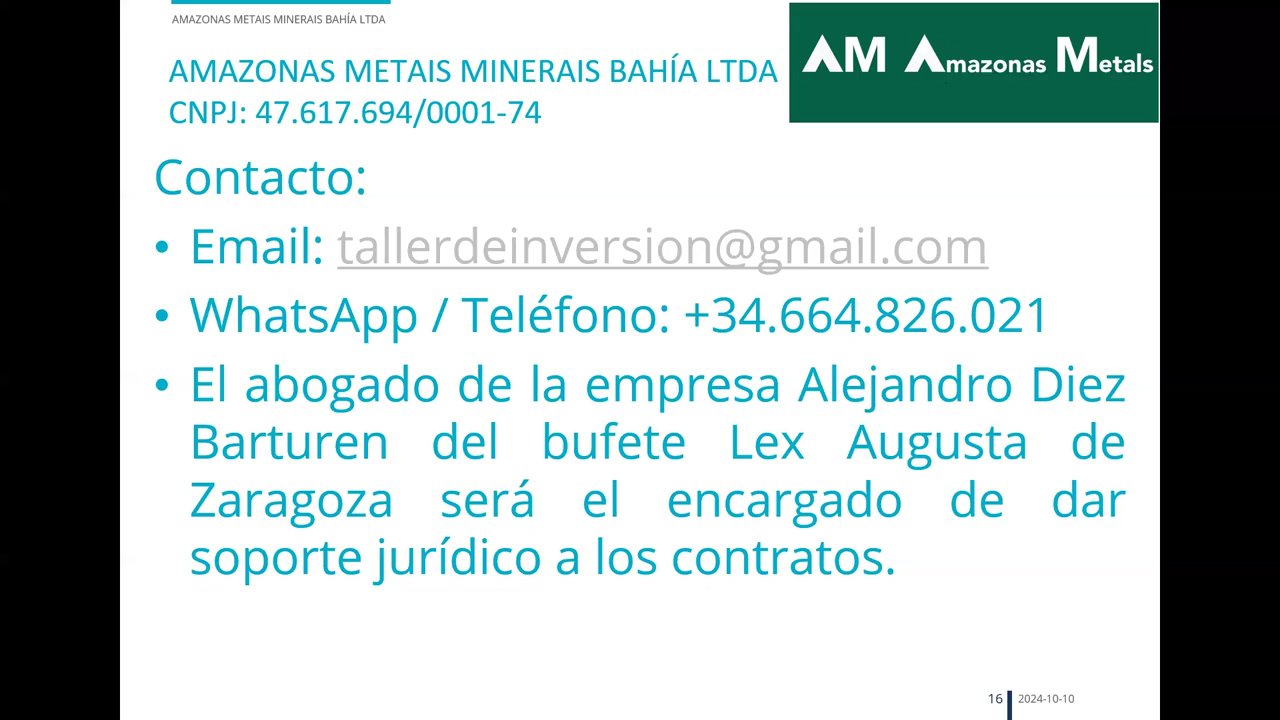 AMAZONAS METAIS MINERAIS BAHÍA LTDA
AMAZONAS METAIS MINERAIS BAHÍA LTDA
CNPJ: 47.617.694/0001-74
AM Amazonas Metals
Contacto:
• Email: tallerdeinversion@gmail.com
• WhatsApp / Teléfono: +34.664.826.021
• El abogado de la empresa Alejandro Diez
Barturen del bufete Lex Augusta de
Zaragoza será el encargado de dar
soporte jurídico a los contratos.
16 2024-10-10